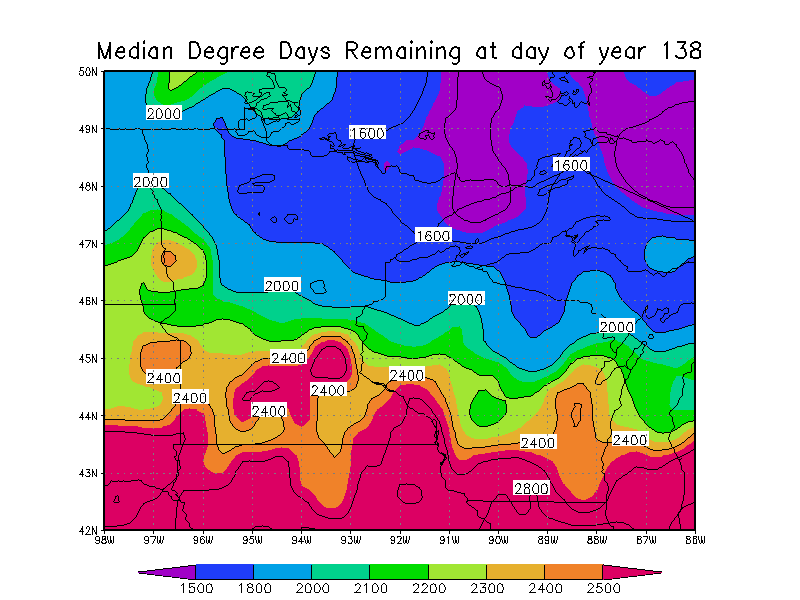 Median Degree Days Remaining at day of year 138
50N
2000
49N
1600
1600
48N
2000
1600
47N
2000
2000
46N
2000
45N
2400
2400
2400
2400
2400
2400
44N
2400
2400
43N
2800
42N
98W 97W 96W 95W 94W 93W 92W 91W 90W 89W 88W 87W 86W
1500 1800 2000 2100 2200 2300 2400 2500